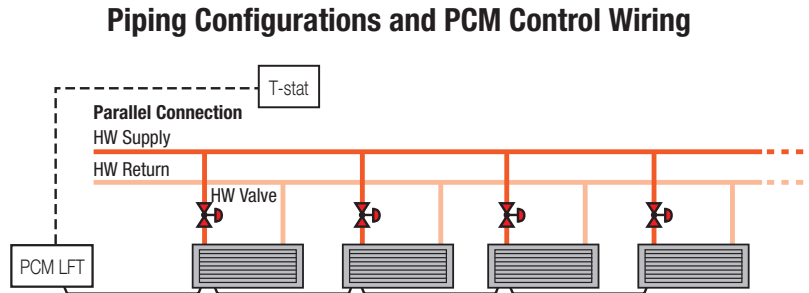 Piping Configurations and PCM Control Wiring
T-stat
Parallel Connection
HW Supply
HW Return
HW Valve
PCM LFT